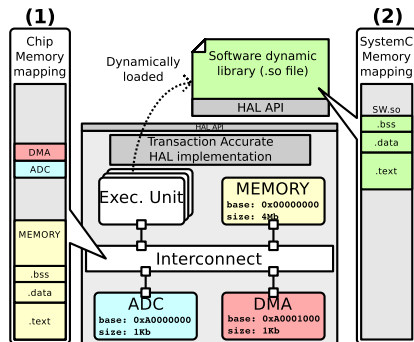 (1)
Chip
Memory
mapping
DMA
ADC
MEMORY
.bss
.data
.text
Dynamically
loaded
Software dynamic
library (.so file)
HAL API
HAL API
Transaction Accurate
HAL implementation
Exec. Unit
MEMORY
base: 0x00000000
size: 4Mb
Interconnect
ADC
base: 0xA0000000
size: 1Kb
DMA
base: 0xA0001000
size: 1Kb
(2)
SystemC
Memory
mapping
SW.so
.bss
.data
.text